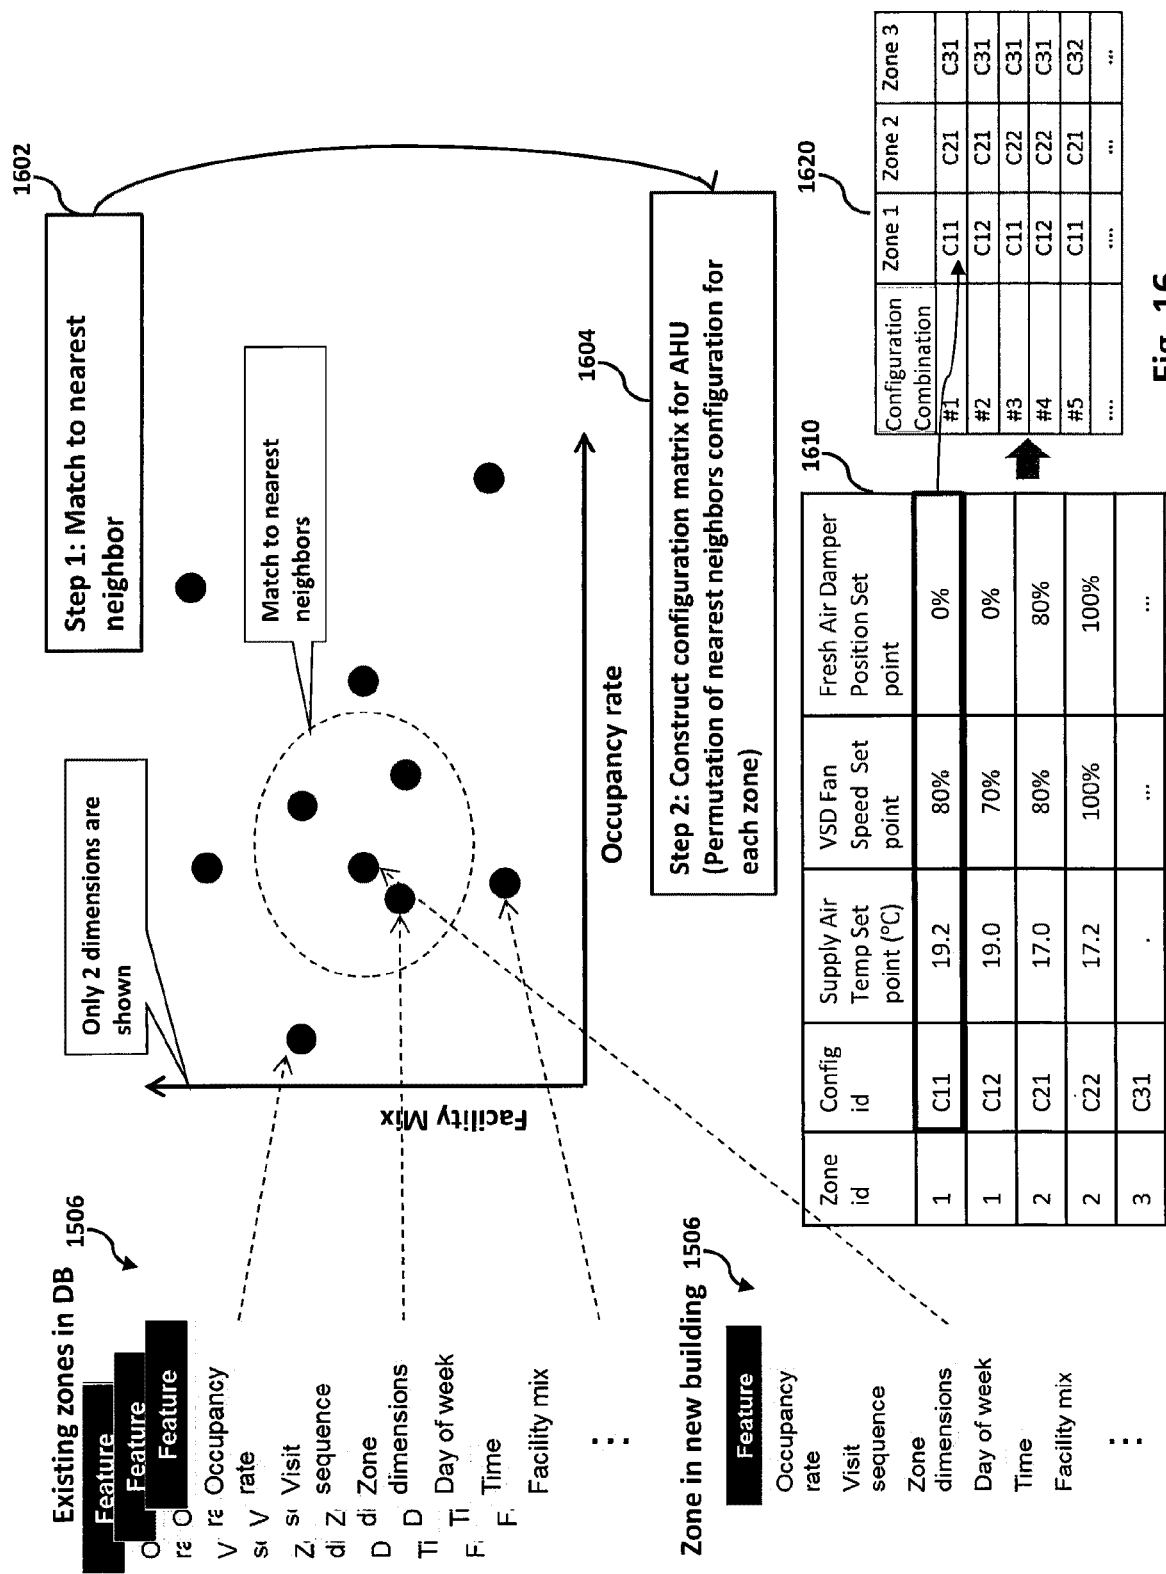 Existing zones in DB
1506
Feature
Feature
Feature
Occupancy
rate
Visit
sequence
Zone
dimensions
Day of week
Time
Facility mix
⋮
Zone in new building
1506
Feature
Occupancy
rate
Visit
sequence
Zone
dimensions
Day of week
Time
Facility mix
⋮
Only 2 dimensions are
shown
Facility Mix
Occupancy rate
Match to nearest
neighbors
Step 1: Match to nearest
neighbor
1602
Step 2: Construct configuration matrix for AHU
(Permutation of nearest neighbors configuration for
each zone)
1604
1610
Zone id | Config id | Supply Air Temp Set point (°C) | VSD Fan Speed Set point | Fresh Air Damper Position Set point
1 | C11 | 19.2 | 80% | 0%
1 | C12 | 19.0 | 70% | 0%
2 | C21 | 17.0 | 80% | 80%
2 | C22 | 17.2 | 100% | 100%
3 | C31 | . | ... | ...
1620
Configuration Combination | Zone 1 | Zone 2 | Zone 3
#1 | C11 | C21 | C31
#2 | C12 | C21 | C31
#3 | C11 | C22 | C31
#4 | C12 | C22 | C31
#5 | C11 | C21 | C32
.... | .... | ... | ...
Fig. 16